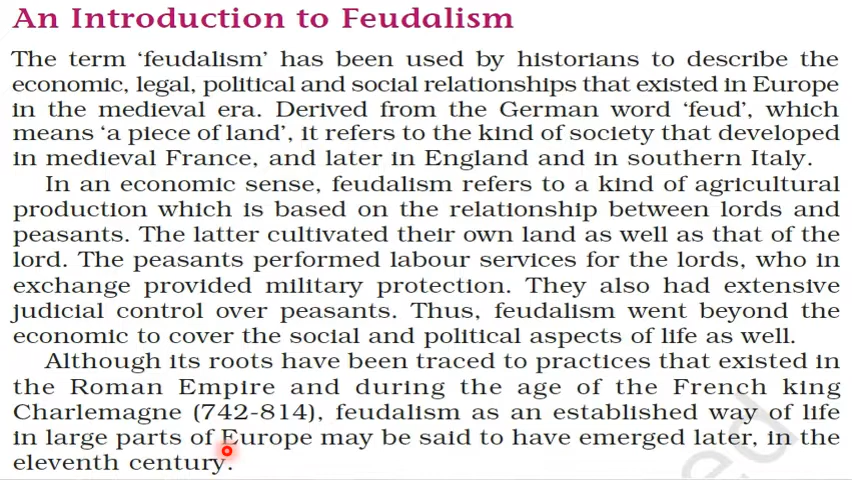 An Introduction to Feudalism
The term ‘feudalism’ has been used by historians to describe the
economic, legal, political and social relationships that existed in Europe
in the medieval era. Derived from the German word ‘feud’, which
means ‘a piece of land’, it refers to the kind of society that developed
in medieval France, and later in England and in southern Italy.
In an economic sense, feudalism refers to a kind of agricultural
production which is based on the relationship between lords and
peasants. The latter cultivated their own land as well as that of the
lord. The peasants performed labour services for the lords, who in
exchange provided military protection. They also had extensive
judicial control over peasants. Thus, feudalism went beyond the
economic to cover the social and political aspects of life as well.
Although its roots have been traced to practices that existed in
the Roman Empire and during the age of the French king
Charlemagne (742-814), feudalism as an established way of life
in large parts of Europe may be said to have emerged later, in the
eleventh century.